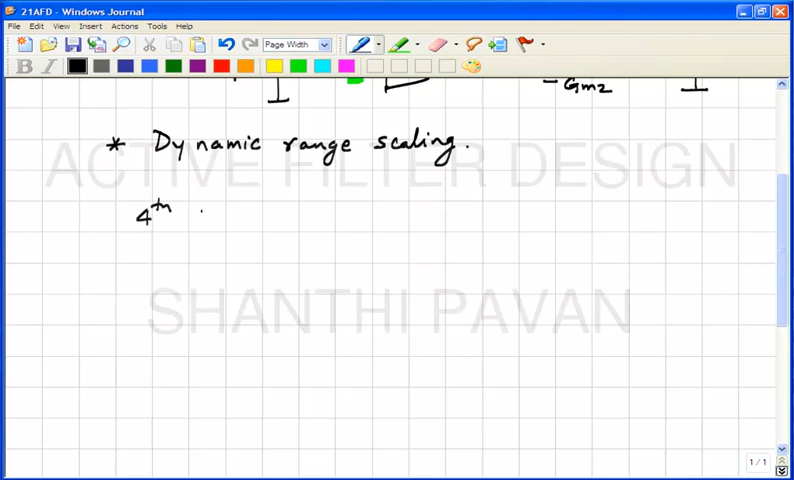 21AFD - Windows Journal
File Edit View Insert Actions Tools Help
Page Width
B I
- Gm2
* Dynamic range scaling.
ACTIVE FILTER DESIGN
4th
SHANTHI PAVAN
1 / 1